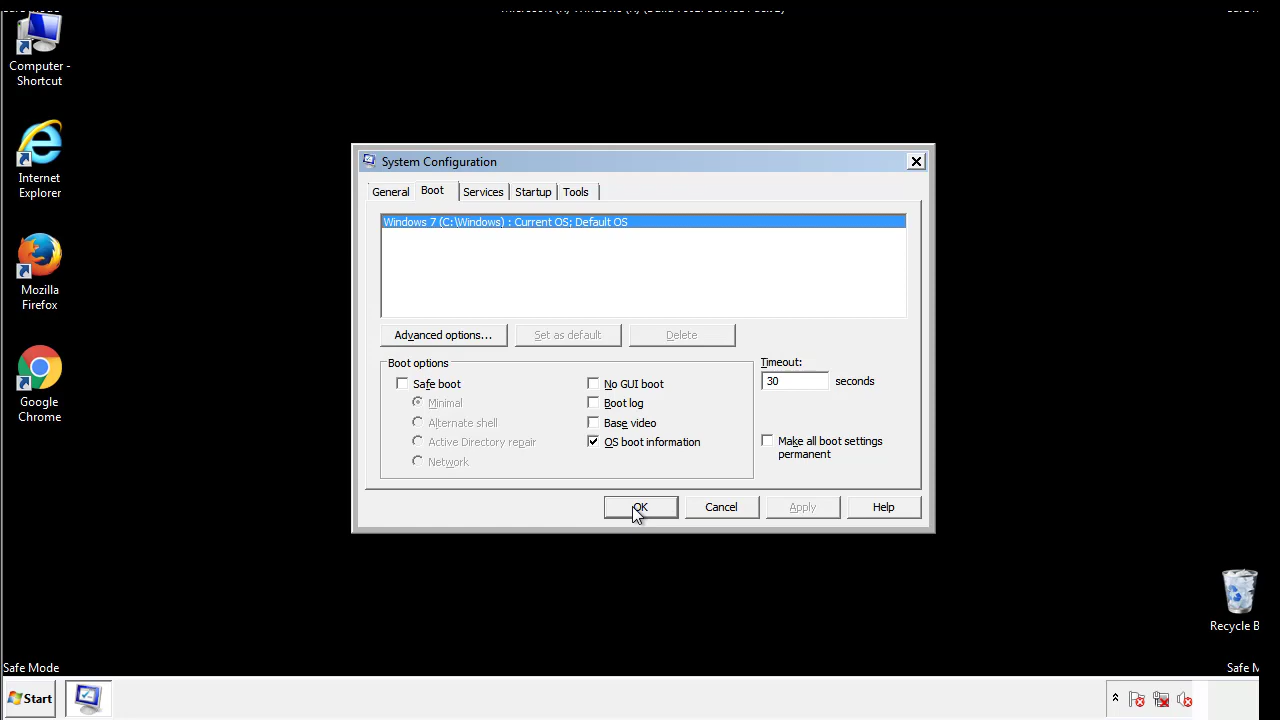 Computer -
Shortcut
Internet
Explorer
Mozilla
Firefox
Google
Chrome
System Configuration
General
Boot
Services
Startup
Tools
Windows 7 (C:\Windows) : Current OS; Default OS
Advanced options...
Set as default
Delete
Boot options
Safe boot
Minimal
Alternate shell
Active Directory repair
Network
No GUI boot
Boot log
Base video
OS boot information
Timeout:
30 seconds
Make all boot settings
permanent
OK
Cancel
Apply
Help
Recycle B
Safe Mode
Safe M
Start